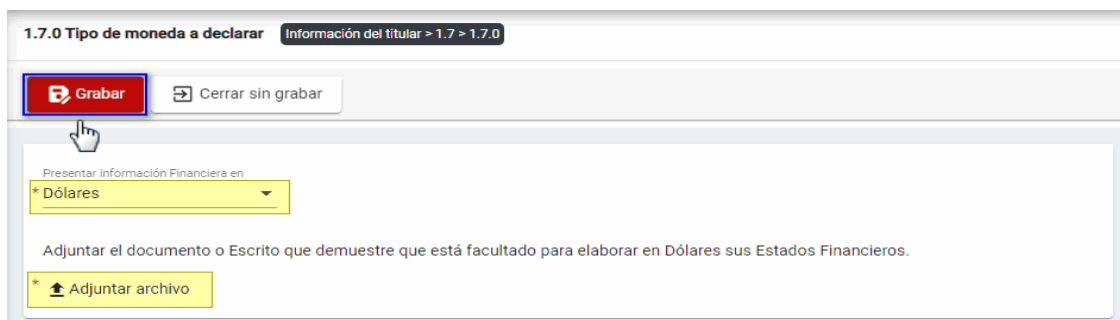 1.7.0 Tipo de moneda a declarar Información del titular > 1.7 > 1.7.0
Grabar Cerrar sin grabar
Presentar información Financiera en
* Dólares
Adjuntar el documento o Escrito que demuestre que está facultado para elaborar en Dólares sus Estados Financieros.
* Adjuntar archivo